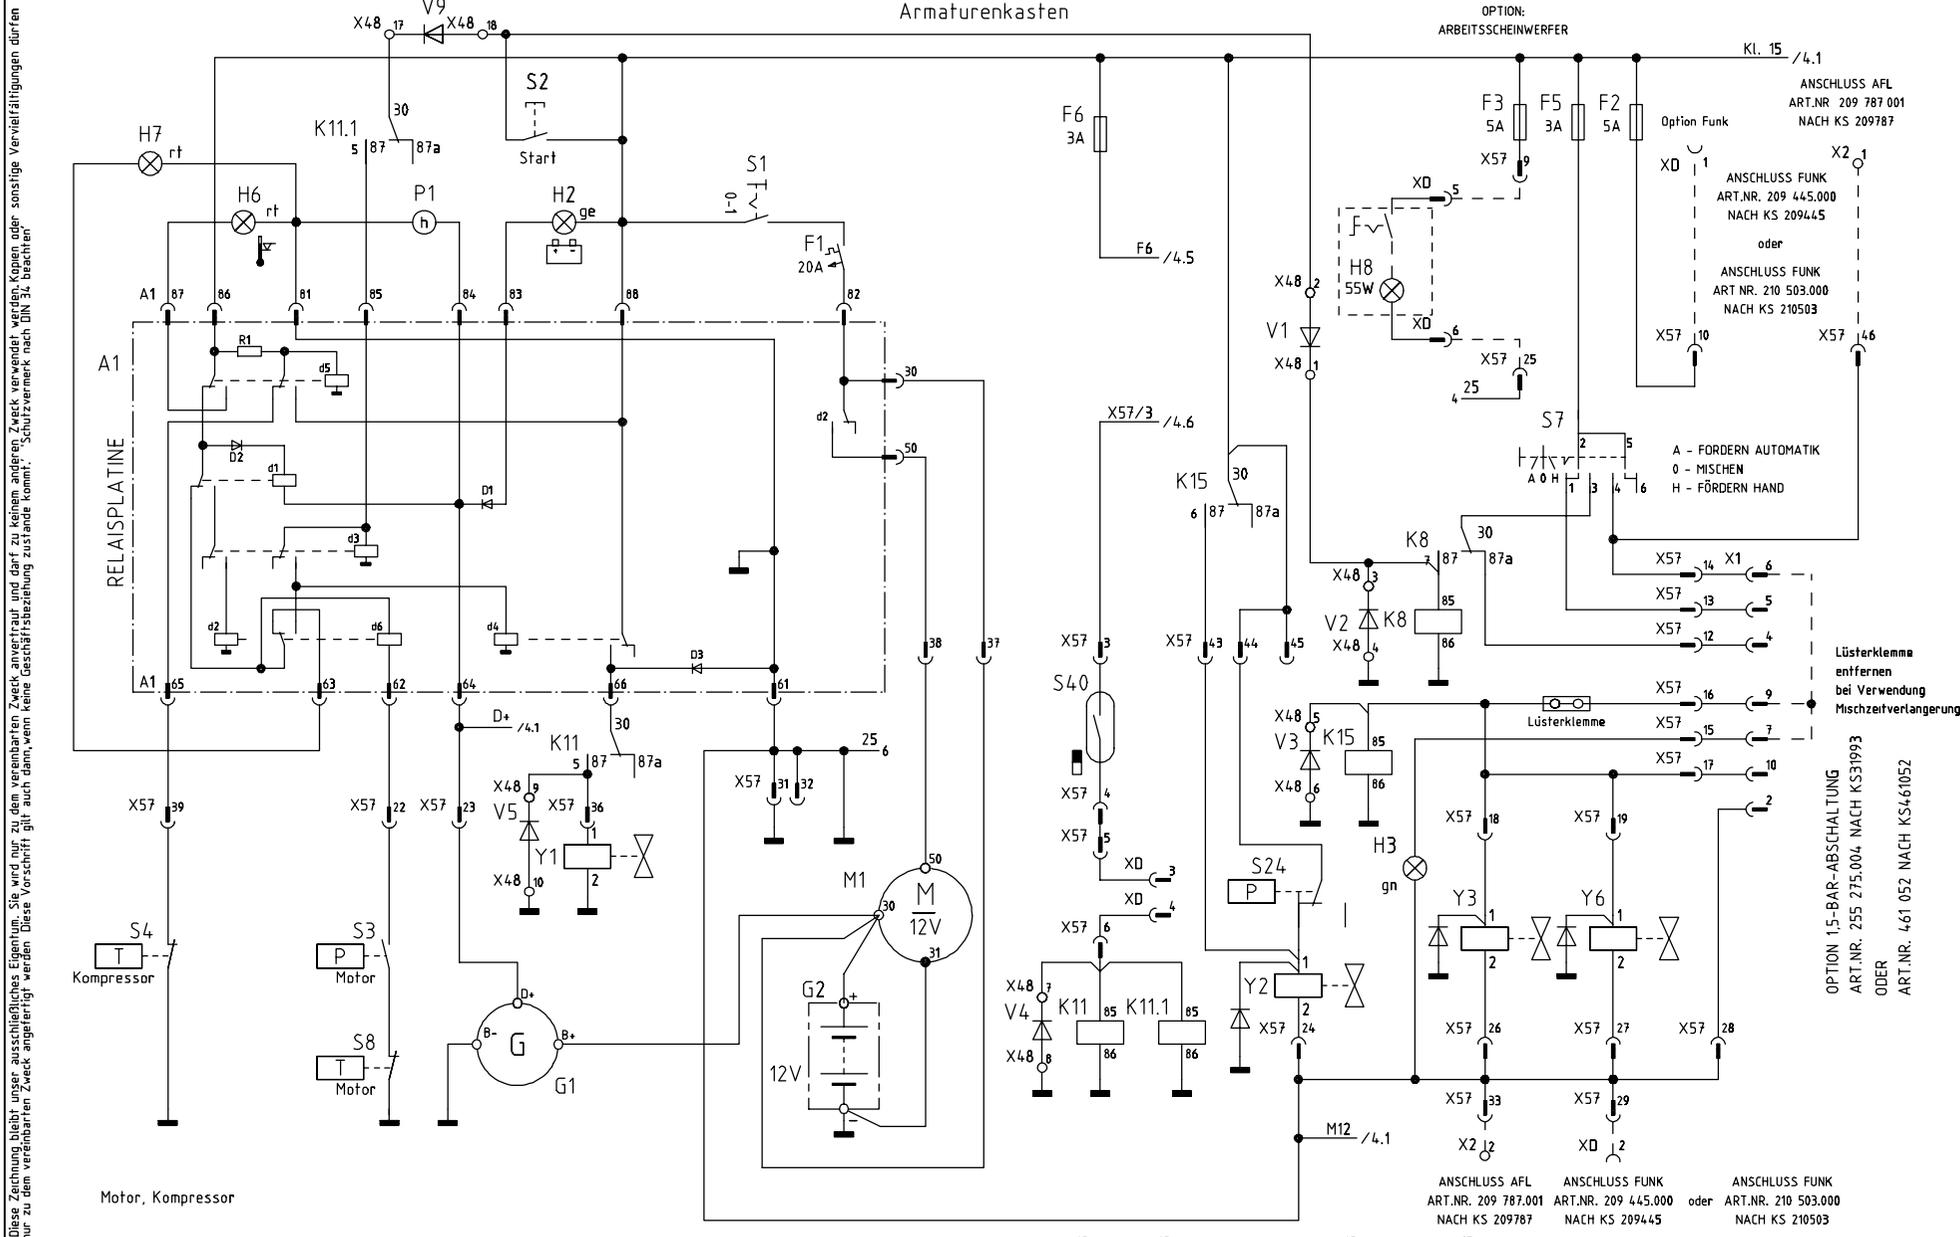 Diese Zeichnung bleibt unser ausschließliches Eigentum. Sie wird nur zu dem vereinbarten Zweck anvertraut und darf zu keinem anderen Zweck verwendet werden. Kopien oder sonstige Vervielfältigungen dürfen
nur zu dem vereinbarten Zweck angefertigt werden. Diese Vorschrift gilt auch dann, wenn keine Geschäftsbeziehung zustande kommt.' 'Schutzvermerk nach DIN 34 beachten'
V9
X48 17
X48 18
Armaturenkasten
OPTION:
ARBEITSSCHEINWERFER
Kl. 15 /4.1
S2
Start
30
K11.1
5 87 87a
H7 rt
H6 rt
P1
h
H2 ge
S1
0-1
F1
20A
F6
3A
F6 /4.5
F3
5A
F5
3A
F2
5A
Option Funk
ANSCHLUSS AFL
ART.NR 209 787 001
NACH KS 209787
X57 9
XD 5
XD 1
X2 1
ANSCHLUSS FUNK
ART.NR. 209 445.000
NACH KS 209445
oder
ANSCHLUSS FUNK
ART NR. 210 503.000
NACH KS 210503
H8
55W
XD 6
X57 25
25
4
X57 10
X57 46
X48 2
V1
X48 1
A1 87 86 81 85 84 83 88 82
A1
RELAISPLATINE
R1
d5
D2
d1
D1
d3
d2
d6
d4
D3
d2
30
50
A1 65 63 62 64 66 61
X57/3 /4.6
K15
30
6 87 87a
S7
2 5
A 0 H
1 3 4 6
A - FORDERN AUTOMATIK
0 - MISCHEN
H - FÖRDERN HAND
K8
30
7 87 87a
X48 3
V2
X48 4
K8
85
86
X57 14 X1 6
X57 13 5
X57 12 4
Lüsterklemme
entfernen
bei Verwendung
Mischzeitverlangerung
38
37
X57 3
X57 43 44 45
S40
X57 4
X57 5
XD 3
XD 4
X57 6
X48 5
V3
X48 6
K15
85
86
Lüsterklemme
X57 16 9
X57 15 7
X57 17 10
2
D+ /4.1
30
K11
5 87 87a
X48 9
V5
X48 10
X57 36
Y1
1
2
25
6
X57 31 32
X57 39
X57 22
X57 23
S4
T
Kompressor
S3
P
Motor
S8
T
Motor
D+
B-
G
B+
G1
M1
50
30
M
12V
31
G2
+
12V
-
X48 7
V4
X48 8
K11
85
86
K11.1
85
86
S24
P
Y2
1
2
X57 24
H3
gn
X57 18
X57 19
Y3
1
2
Y6
1
2
X57 26
X57 27
X57 28
X57 33
X57 29
X2 2
XD 2
M12 /4.1
OPTION 1,5-BAR-ABSCHALTUNG
ART.NR. 255 275.004 NACH KS31993
ODER
ART.NR. 461 052 NACH KS461052
Motor, Kompressor
ANSCHLUSS AFL
ART.NR. 209 787.001
NACH KS 209787
ANSCHLUSS FUNK
ART.NR. 209 445.000
NACH KS 209445
oder
ANSCHLUSS FUNK
ART.NR. 210 503.000
NACH KS 210503